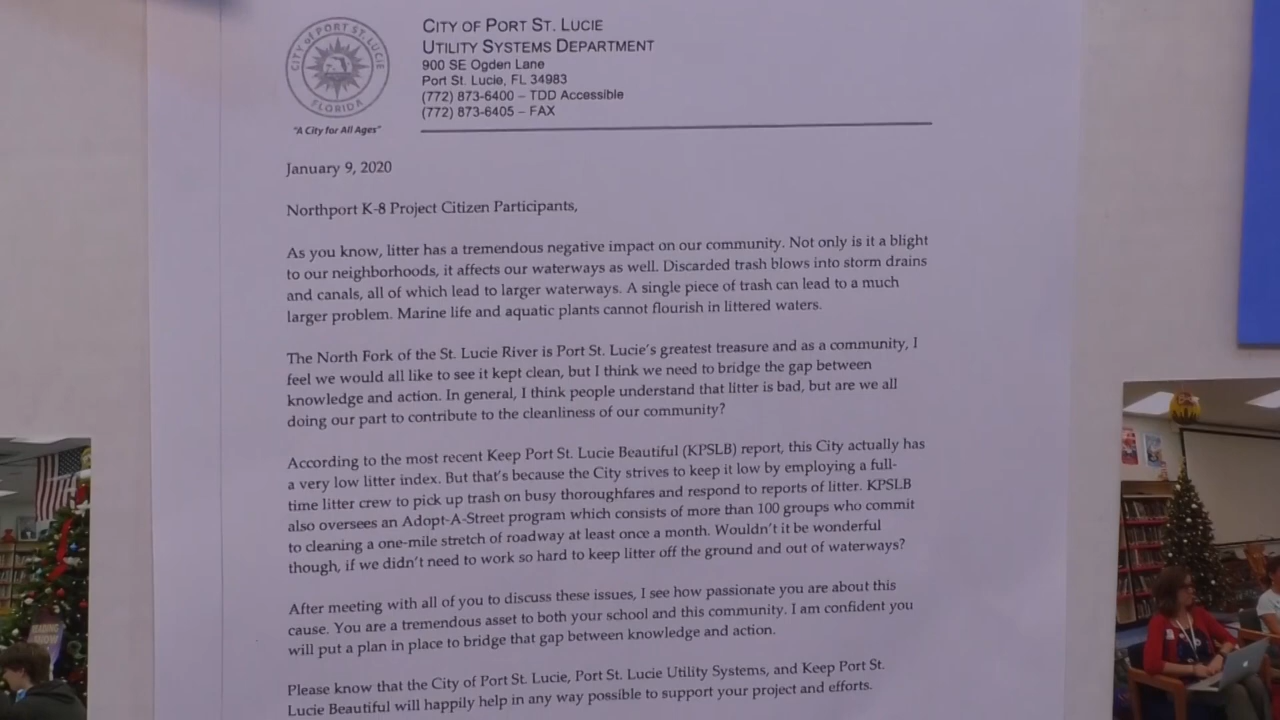 CITY OF PORT ST. LUCIE
FLORIDA
"A City for All Ages"
CITY OF PORT ST. LUCIE
UTILITY SYSTEMS DEPARTMENT
900 SE Ogden Lane
Port St. Lucie, FL 34983
(772) 873-6400 – TDD Accessible
(772) 873-6405 – FAX
January 9, 2020
Northport K-8 Project Citizen Participants,
As you know, litter has a tremendous negative impact on our community. Not only is it a blight
to our neighborhoods, it affects our waterways as well. Discarded trash blows into storm drains
and canals, all of which lead to larger waterways. A single piece of trash can lead to a much
larger problem. Marine life and aquatic plants cannot flourish in littered waters.
The North Fork of the St. Lucie River is Port St. Lucie's greatest treasure and as a community, I
feel we would all like to see it kept clean, but I think we need to bridge the gap between
knowledge and action. In general, I think people understand that litter is bad, but are we all
doing our part to contribute to the cleanliness of our community?
According to the most recent Keep Port St. Lucie Beautiful (KPSLB) report, this City actually has
a very low litter index. But that's because the City strives to keep it low by employing a full-
time litter crew to pick up trash on busy thoroughfares and respond to reports of litter. KPSLB
also oversees an Adopt-A-Street program which consists of more than 100 groups who commit
to cleaning a one-mile stretch of roadway at least once a month. Wouldn't it be wonderful
though, if we didn't need to work so hard to keep litter off the ground and out of waterways?
After meeting with all of you to discuss these issues, I see how passionate you are about this
cause. You are a tremendous asset to both your school and this community. I am confident you
will put a plan in place to bridge that gap between knowledge and action.
Please know that the City of Port St. Lucie, Port St. Lucie Utility Systems, and Keep Port St.
Lucie Beautiful will happily help in any way possible to support your project and efforts.